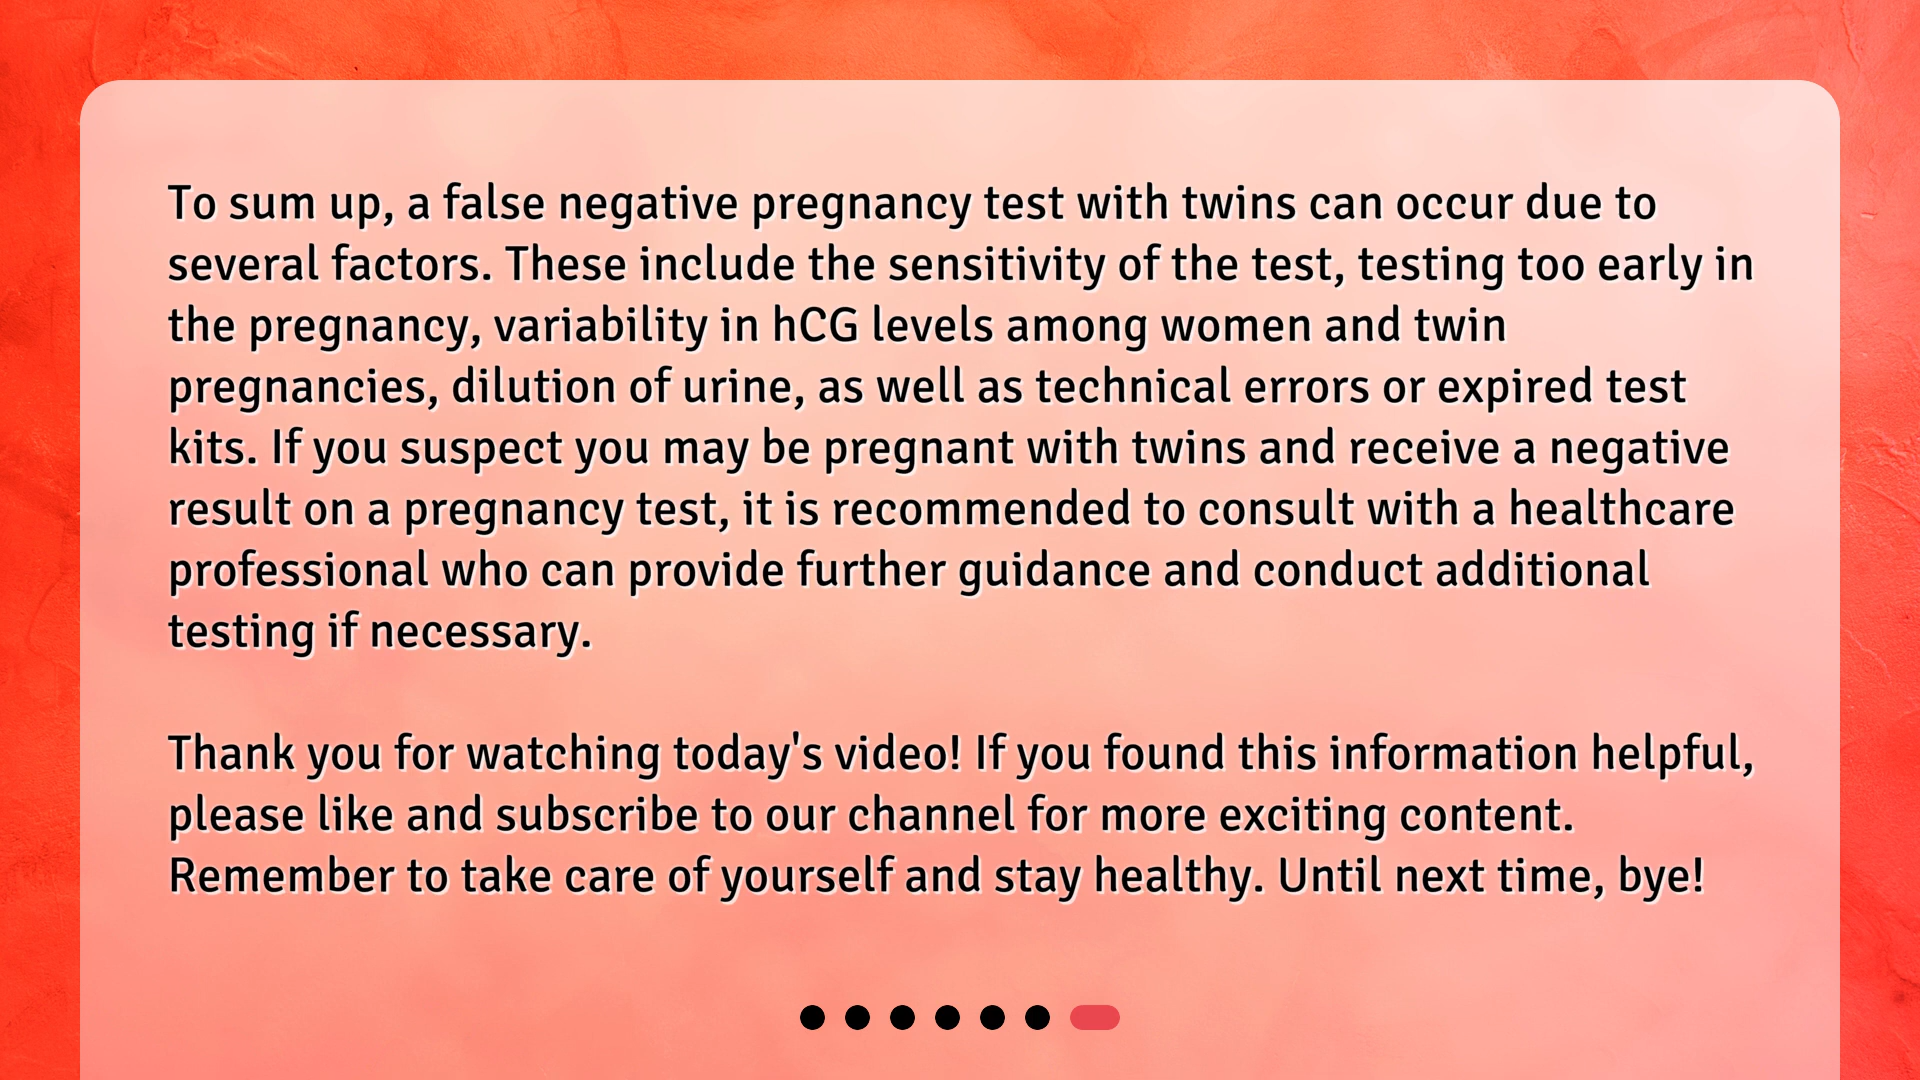 To sum up, a false negative pregnancy test with twins can occur due to
several factors. These include the sensitivity of the test, testing too early in
the pregnancy, variability in hCG levels among women and twin
pregnancies, dilution of urine, as well as technical errors or expired test
kits. If you suspect you may be pregnant with twins and receive a negative
result on a pregnancy test, it is recommended to consult with a healthcare
professional who can provide further guidance and conduct additional
testing if necessary.
Thank you for watching today's video! If you found this information helpful,
please like and subscribe to our channel for more exciting content.
Remember to take care of yourself and stay healthy. Until next time, bye!